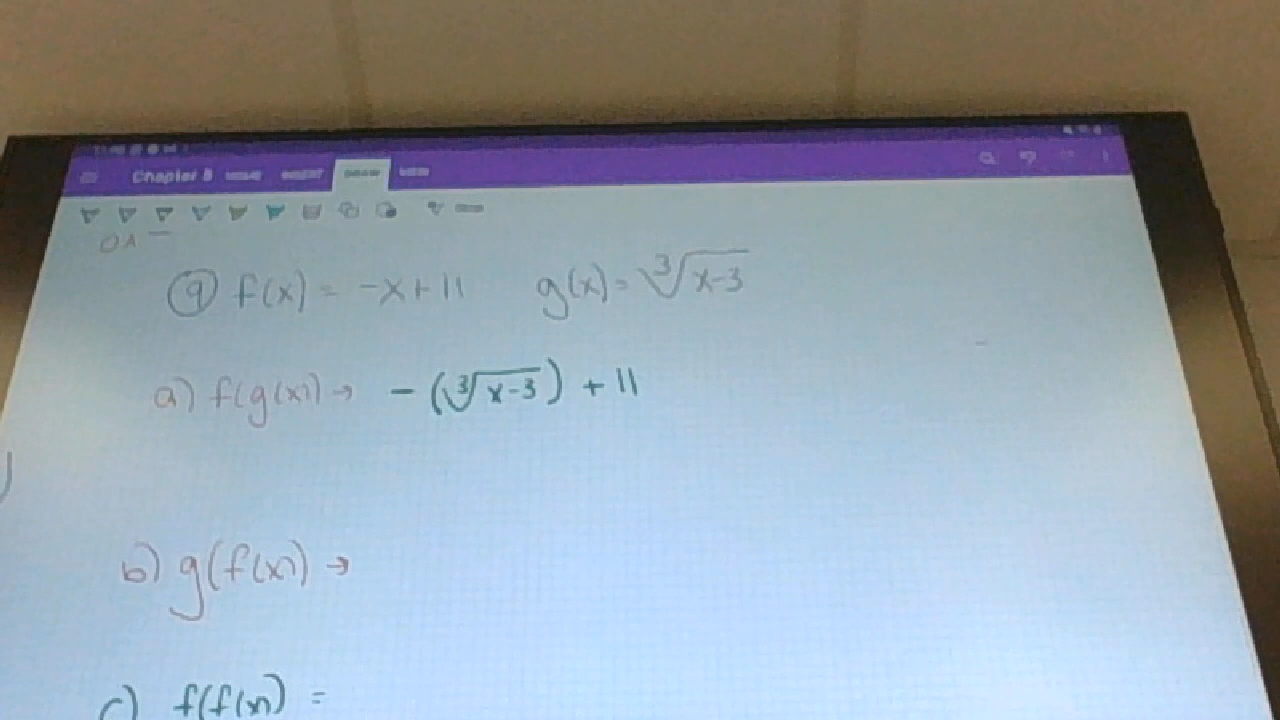 Chapter 8
⑨ f(x) = -x+11 g(x) = ∛(x-3)
a) f(g(x)) → - (∛(x-3)) + 11
b) g(f(x)) →
c) f(f(x)) =